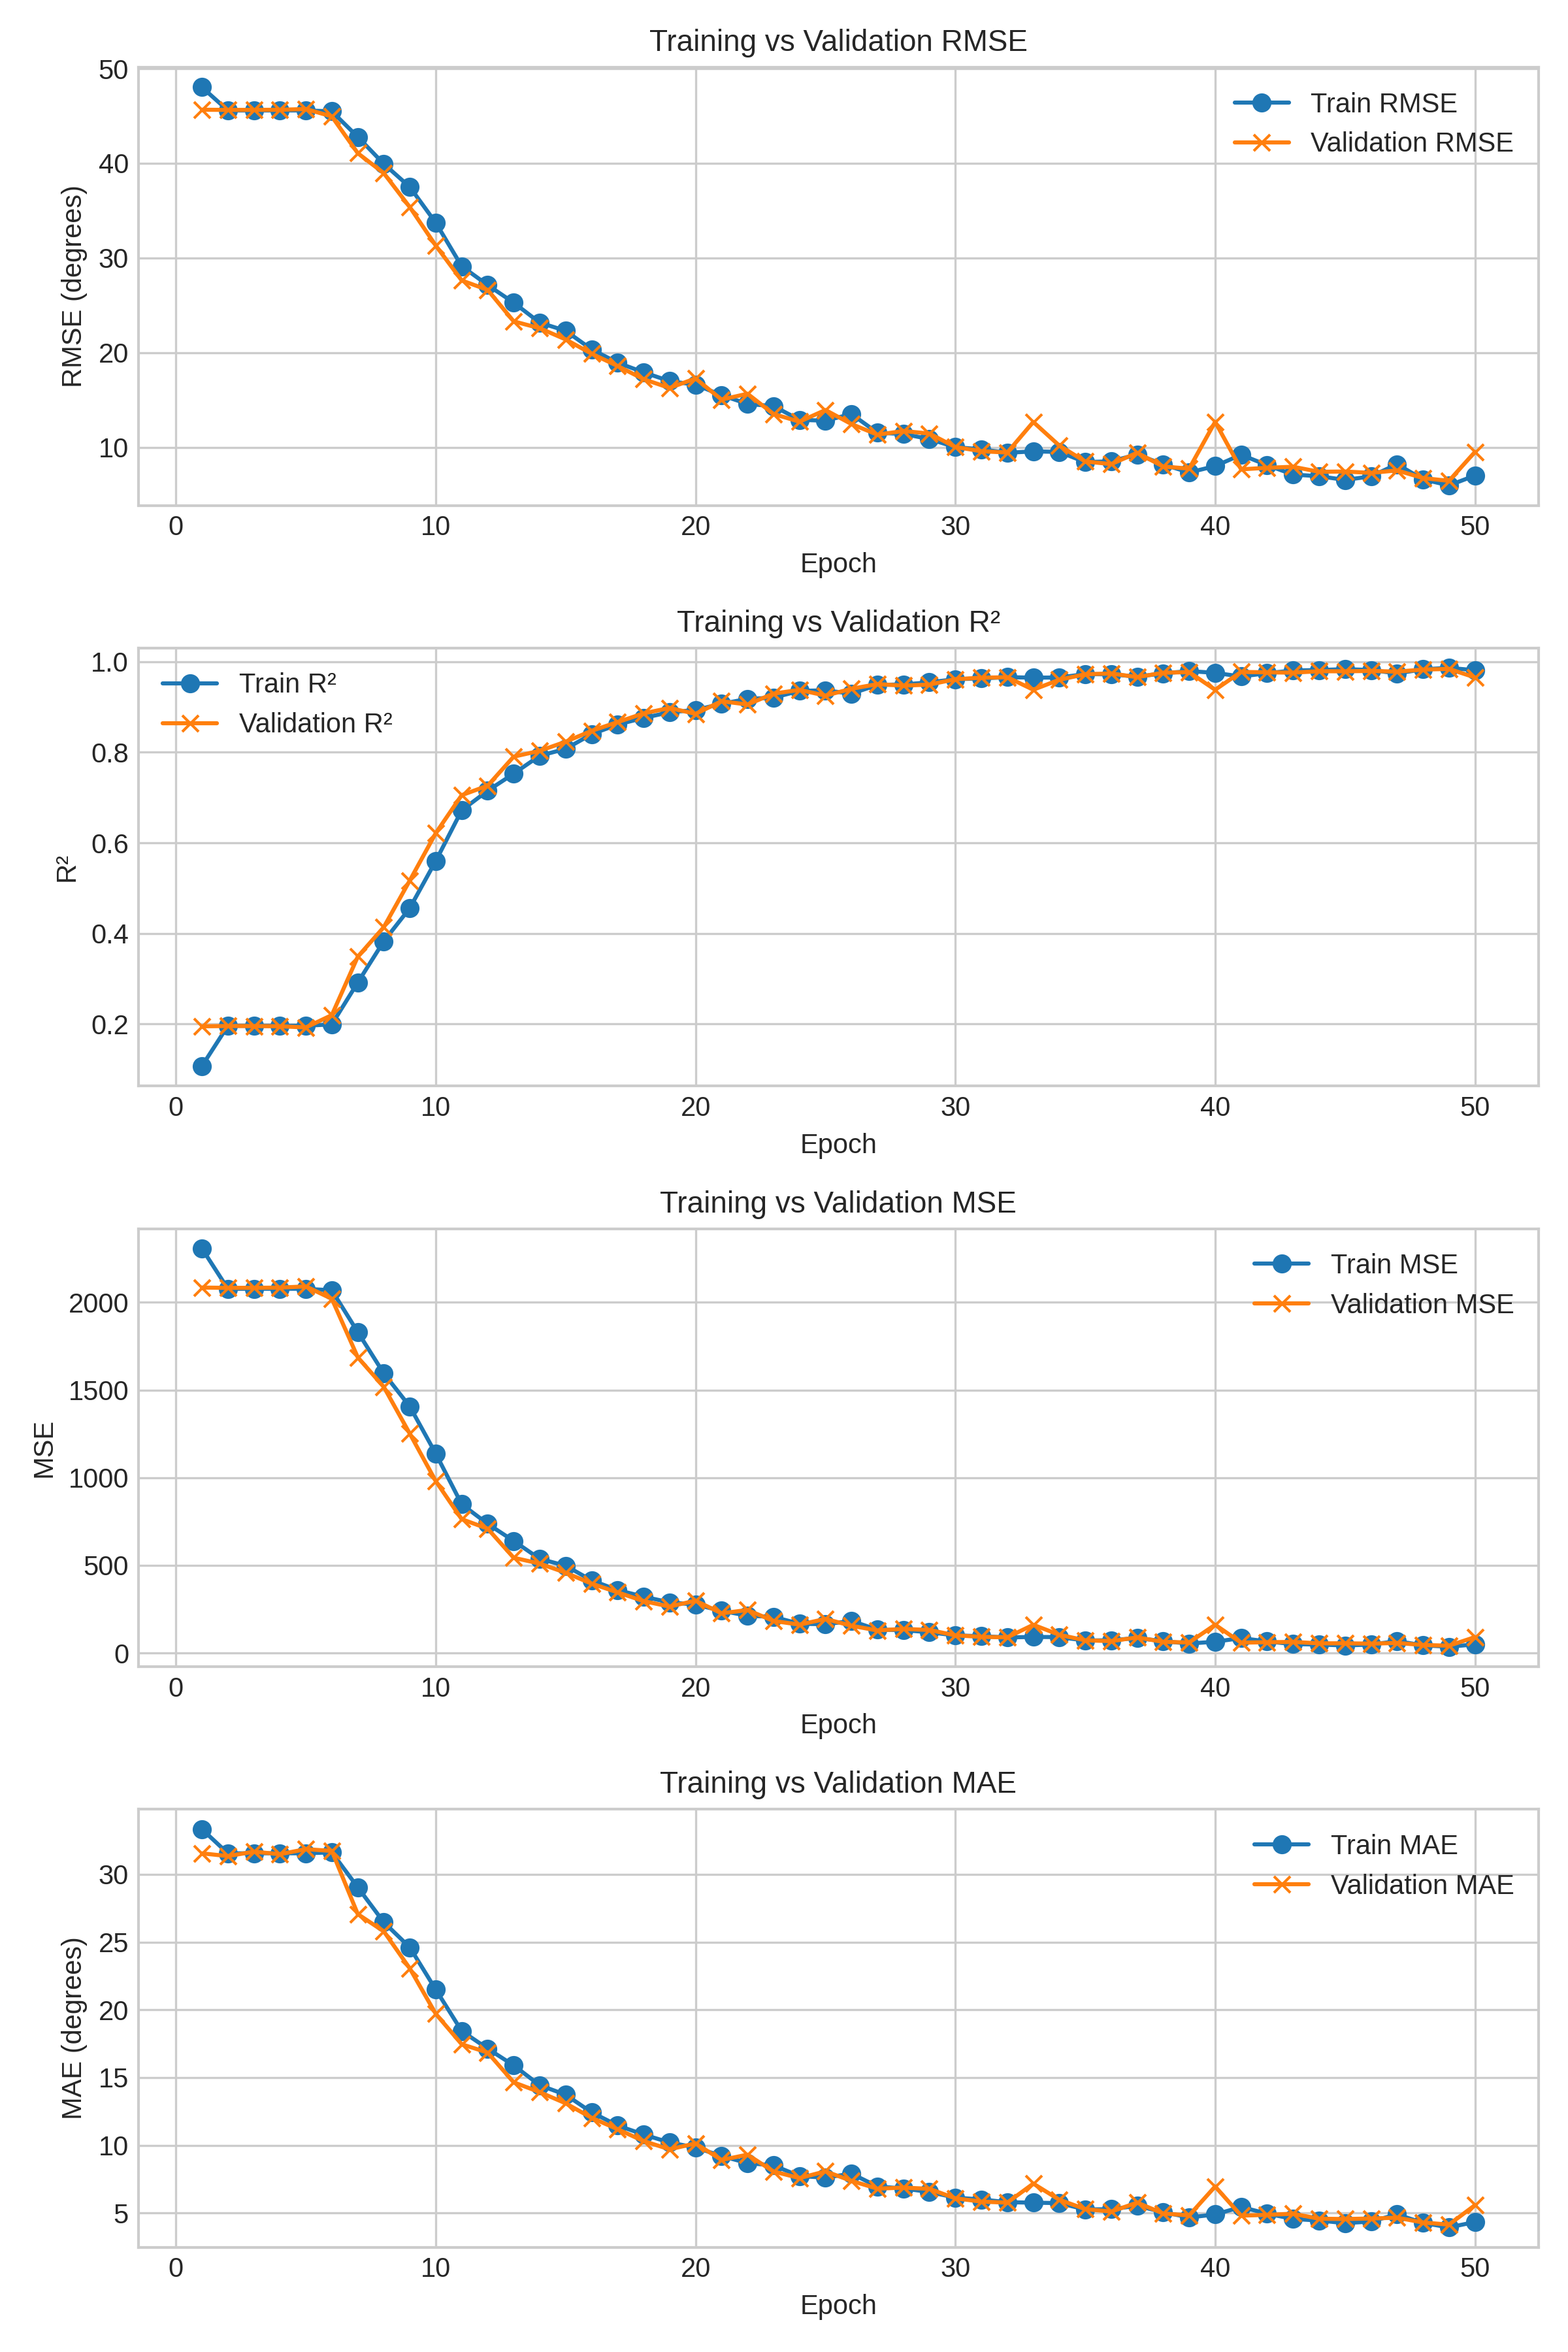 Training vs Validation RMSE
50
40
30
20
10
RMSE (degrees)
Train RMSE
Validation RMSE
0 10 20 30 40 50
Epoch
Training vs Validation R²
1.0
0.8
0.6
0.4
0.2
R²
Train R²
Validation R²
0 10 20 30 40 50
Epoch
Training vs Validation MSE
2000
1500
1000
500
0
MSE
Train MSE
Validation MSE
0 10 20 30 40 50
Epoch
Training vs Validation MAE
30
25
20
15
10
5
MAE (degrees)
Train MAE
Validation MAE
0 10 20 30 40 50
Epoch